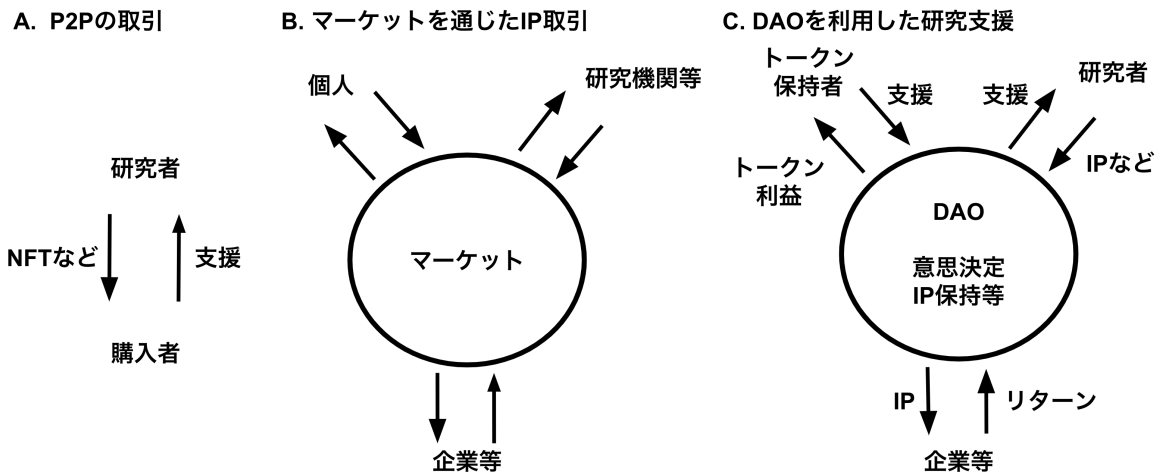 A. P2Pの取引
研究者
NFTなど
支援
購入者
B. マーケットを通じたIP取引
個人
研究機関等
マーケット
企業等
C. DAOを利用した研究支援
トークン
保持者
支援
支援
研究者
IPなど
トークン
利益
DAO
意思決定
IP保持等
IP
リターン
企業等